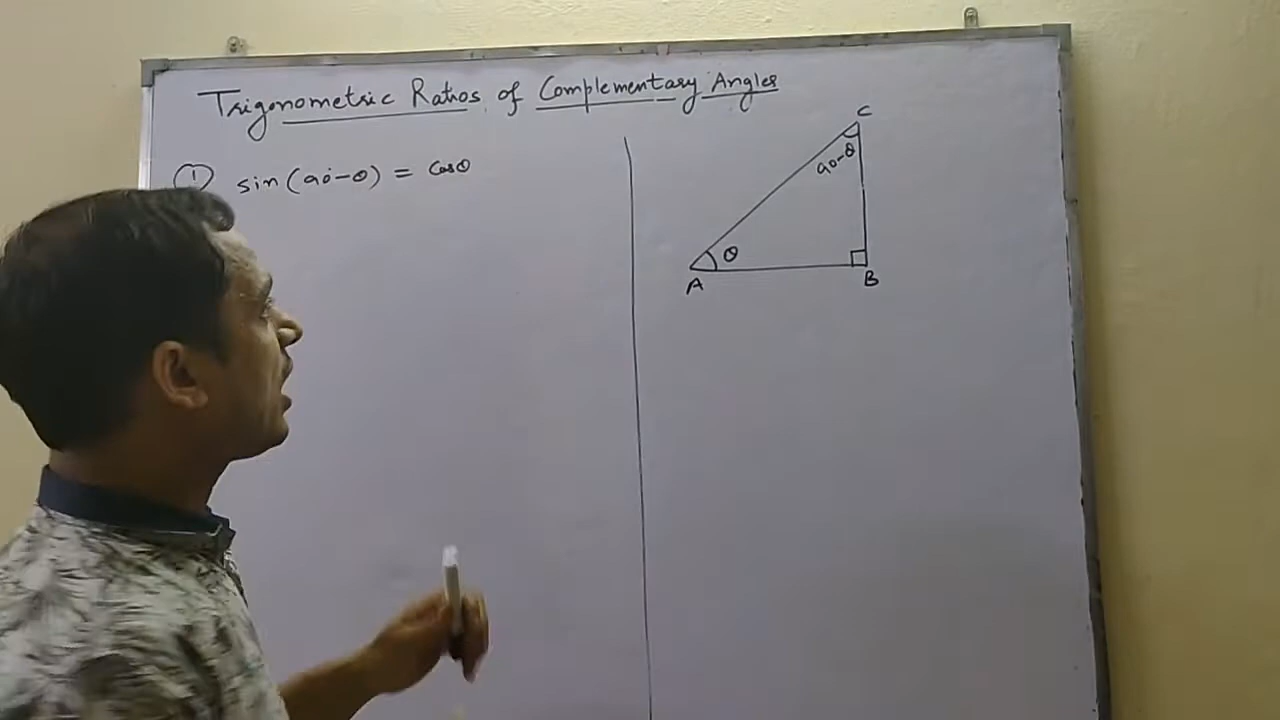 Trigonometric Ratios of Complementary Angles
① sin(90°-θ) = cosθ
C
90-θ
θ
A
B